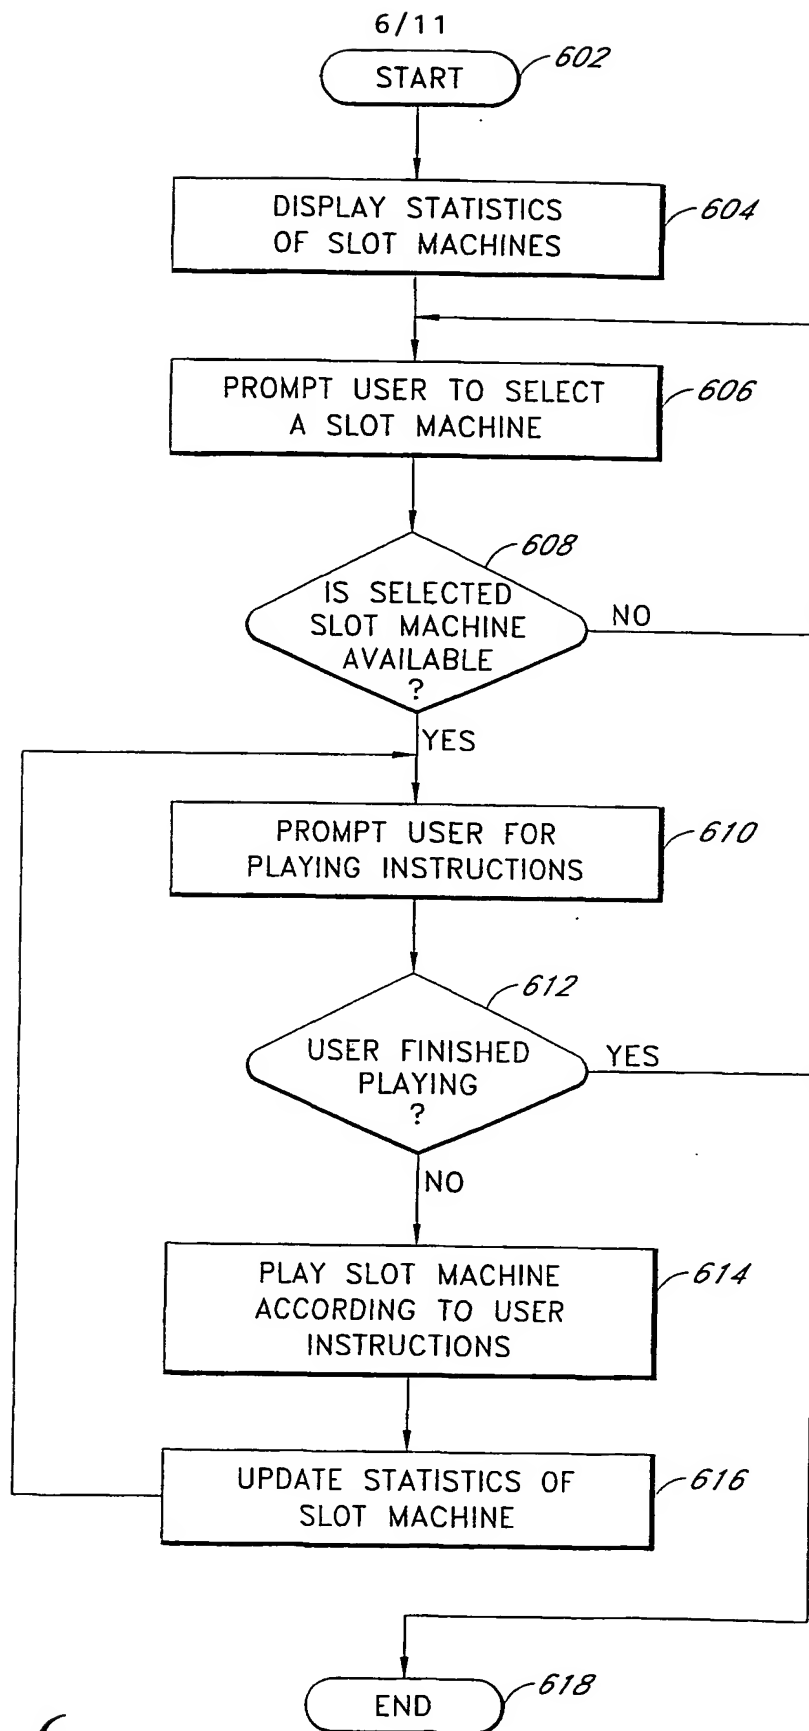 6/11
START
602
DISPLAY STATISTICS
OF SLOT MACHINES
604
PROMPT USER TO SELECT
A SLOT MACHINE
606
608
IS SELECTED
SLOT MACHINE
AVAILABLE
?
NO
YES
PROMPT USER FOR
PLAYING INSTRUCTIONS
610
612
USER FINISHED
PLAYING
?
YES
NO
PLAY SLOT MACHINE
ACCORDING TO USER
INSTRUCTIONS
614
UPDATE STATISTICS OF
SLOT MACHINE
616
END
618